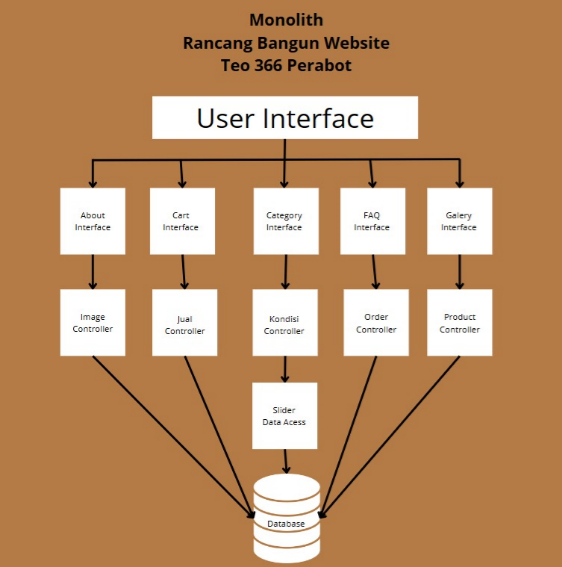 Monolith
Rancang Bangun Website
Teo 366 Perabot
User Interface
About
Interface
Cart
Interface
Category
Interface
FAQ
Interface
Galery
Interface
Image
Controller
Jual
Controller
Kondisi
Controller
Order
Controller
Product
Controller
Slider
Data Acess
Database